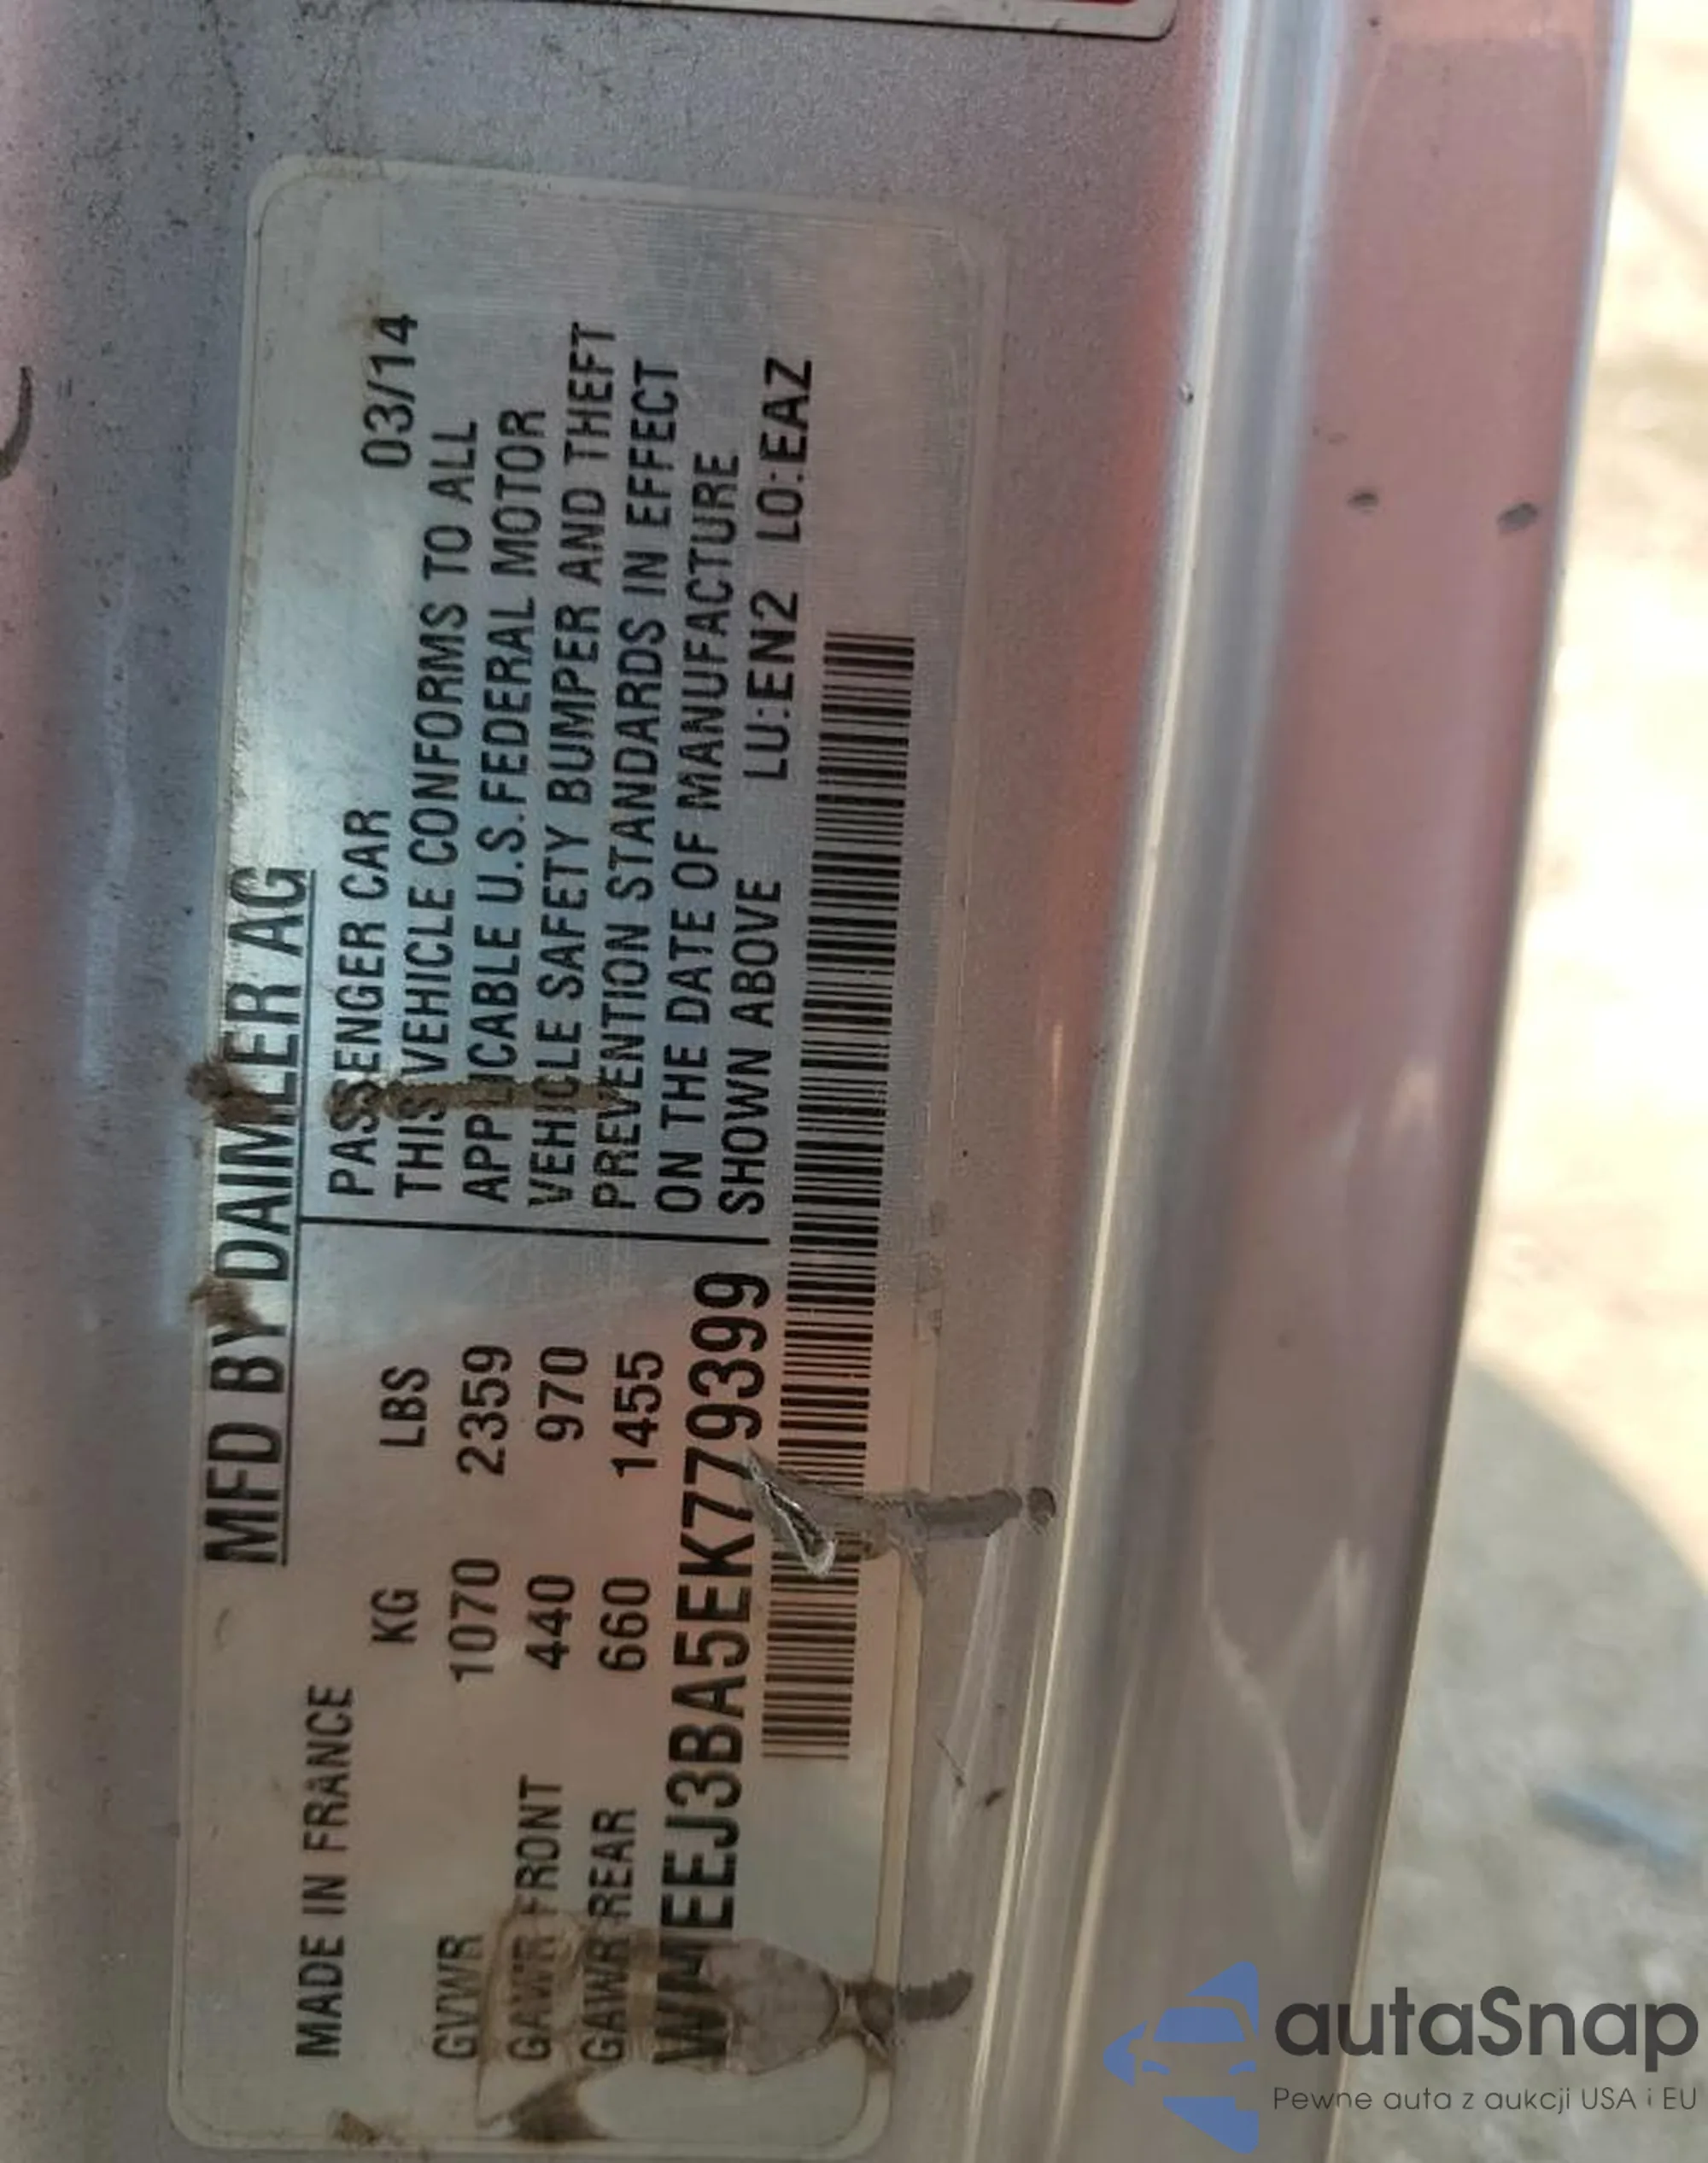 MFD BY DAIMLER AG
MADE IN FRANCE
KG LBS
GVWR 1070 2359
GAWR FRONT 440 970
GAWR REAR 660 1455
PASSENGER CAR 03/14
THIS VEHICLE CONFORMS TO ALL
APPLICABLE U.S.FEDERAL MOTOR
VEHICLE SAFETY BUMPER AND THEFT
PREVENTION STANDARDS IN EFFECT
ON THE DATE OF MANUFACTURE
SHOWN ABOVE
WMEEJ3BA5EK779399
LU:EN2 LO:EAZ
autaSnap
Pewne auta z aukcji USA i EU